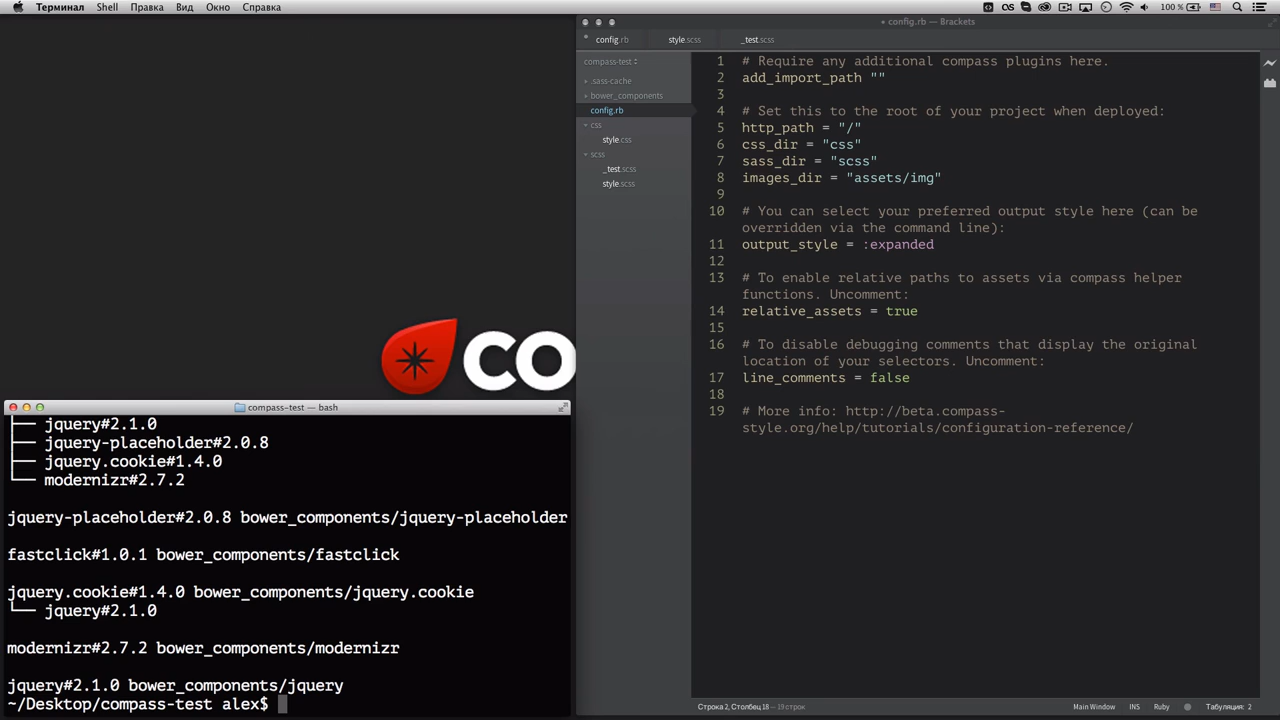 Терминал Shell Правка Вид Окно Справка
100 %
• config.rb — Brackets
config.rb style.scss _test.scss
compass-test
.sass-cache
bower_components
config.rb
css
style.css
scss
_test.scss
style.scss
1 # Require any additional compass plugins here.
2 add_import_path ""
3
4 # Set this to the root of your project when deployed:
5 http_path = "/"
6 css_dir = "css"
7 sass_dir = "scss"
8 images_dir = "assets/img"
9
10 # You can select your preferred output style here (can be
overridden via the command line):
11 output_style = :expanded
12
13 # To enable relative paths to assets via compass helper
functions. Uncomment:
14 relative_assets = true
15
16 # To disable debugging comments that display the original
location of your selectors. Uncomment:
17 line_comments = false
18
19 # More info: http://beta.compass-
style.org/help/tutorials/configuration-reference/
CO
compass-test — bash
├── jquery#2.1.0
├── jquery-placeholder#2.0.8
├── jquery.cookie#1.4.0
└── modernizr#2.7.2
jquery-placeholder#2.0.8 bower_components/jquery-placeholder
fastclick#1.0.1 bower_components/fastclick
jquery.cookie#1.4.0 bower_components/jquery.cookie
└── jquery#2.1.0
modernizr#2.7.2 bower_components/modernizr
jquery#2.1.0 bower_components/jquery
~/Desktop/compass-test alex$
Строка 2, Столбец 18 — 19 строк
Main Window INS Ruby Табуляция: 2